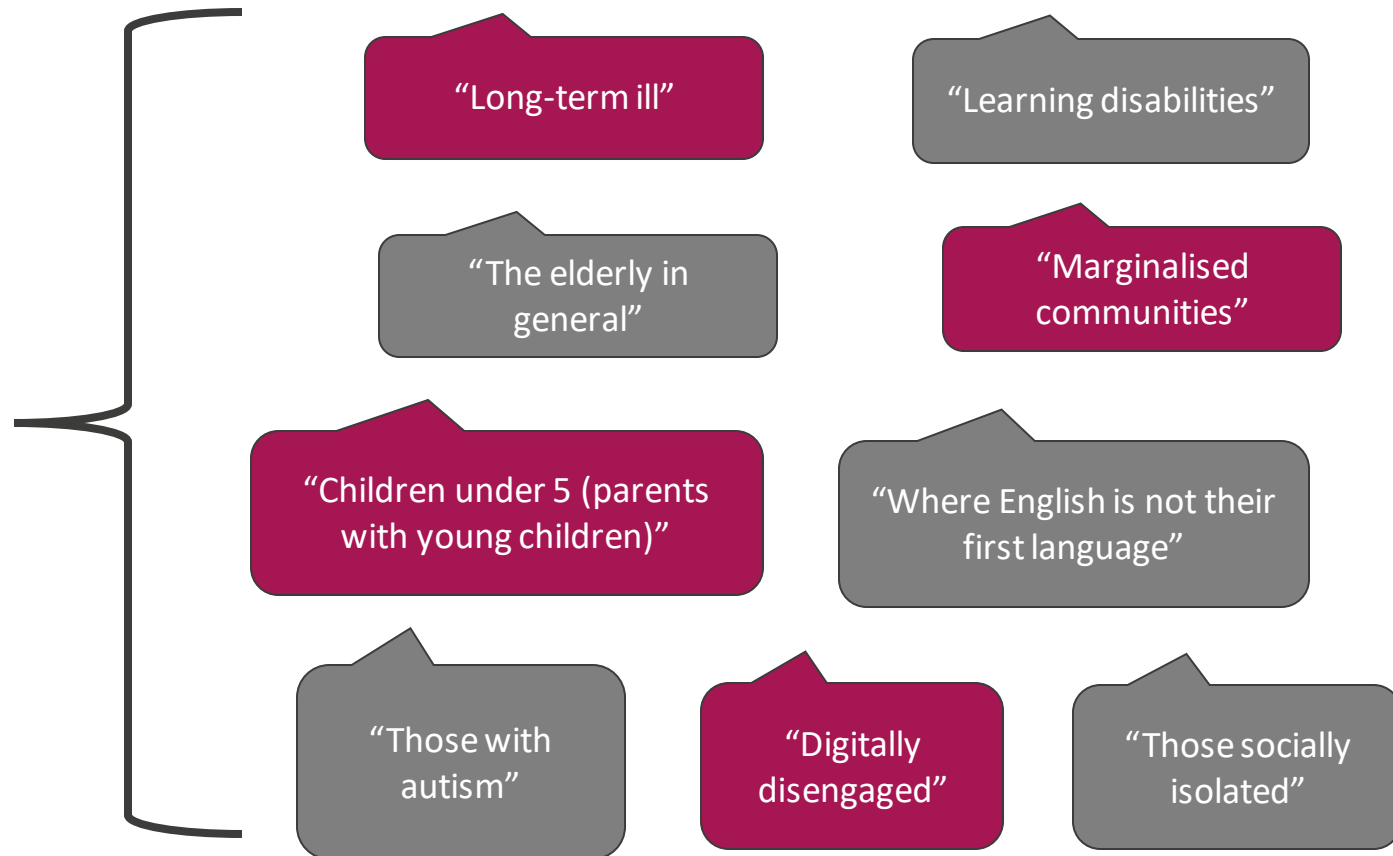 “Long-term ill”
“Learning disabilities”
“The elderly in
general”
“Marginalised
communities”
“Children under 5 (parents
with young children)”
“Where English is not their
first language”
“Those with
autism”
“Digitally
disengaged”
“Those socially
isolated”